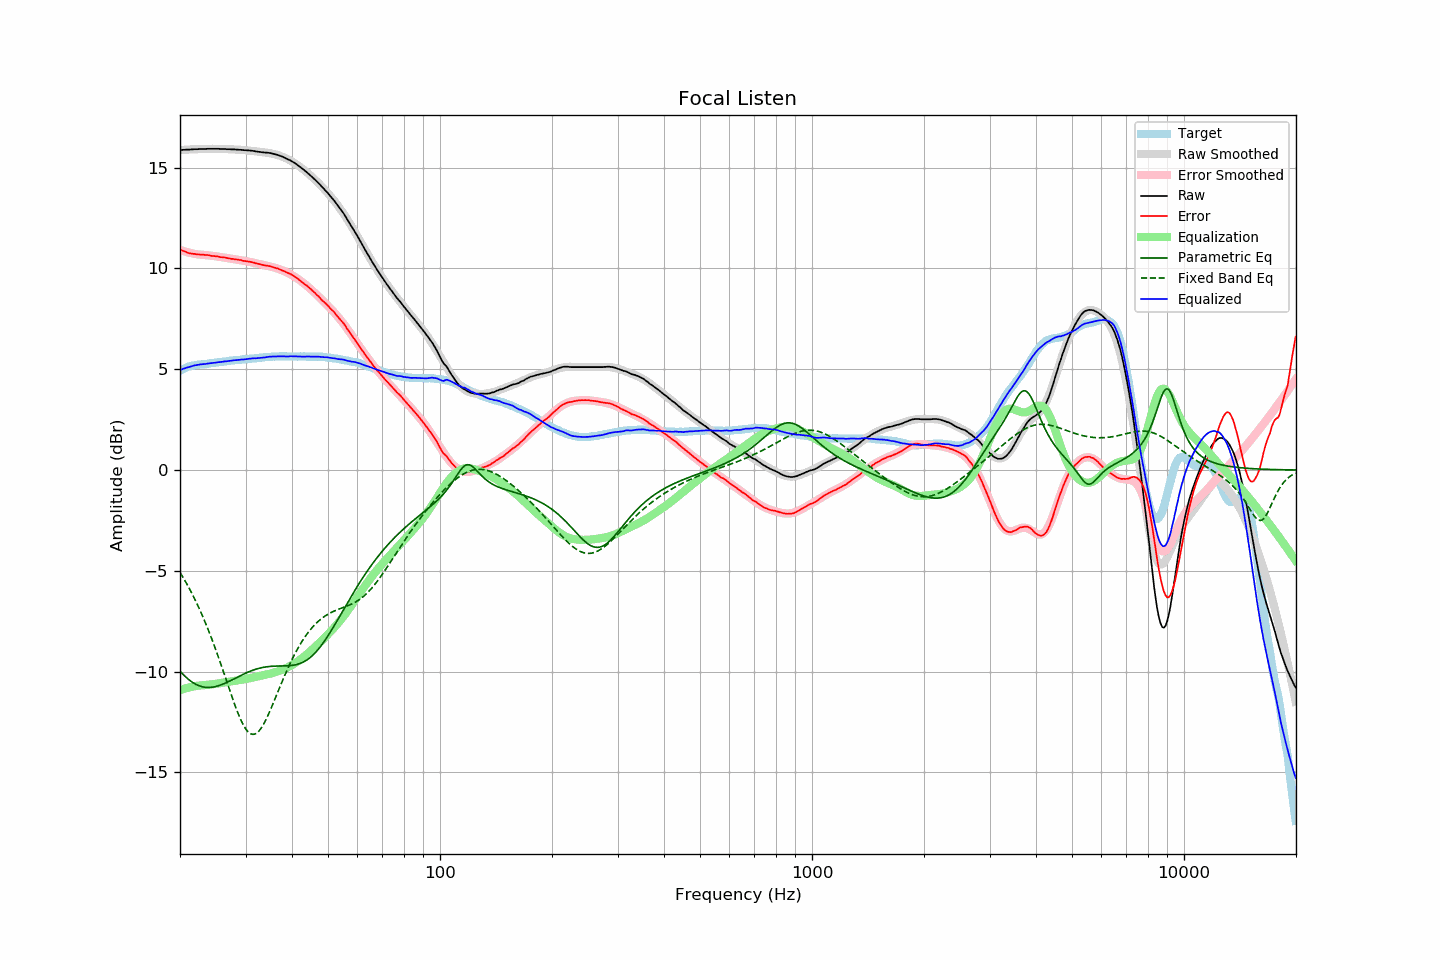 Focal Listen
Target
Raw Smoothed
Error Smoothed
Raw
Error
Equalization
Parametric Eq
Fixed Band Eq
Equalized
15
10
5
0
−5
−10
−15
Amplitude (dBr)
100
1000
10000
Frequency (Hz)